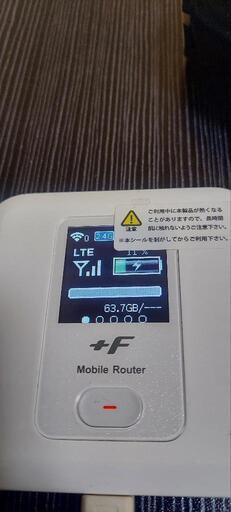 ご利用中に本製品が熱くなる
ことがありますので、長時間
肌に触れないようご注意下さい。
注意
※本シールを剥がしてからご利用下さい。
0 2.4G
LTE 11%
63.7GB/---
+F
Mobile Router